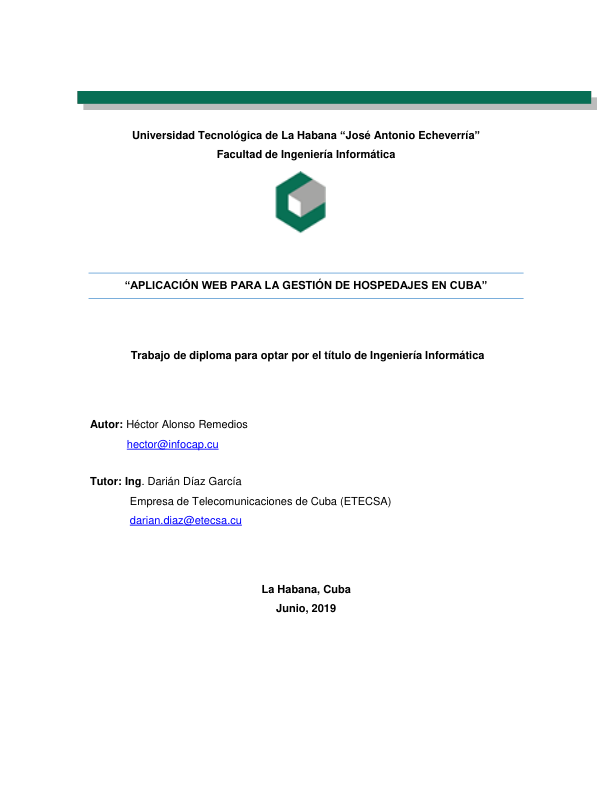 Universidad Tecnológica de La Habana “José Antonio Echeverría”
Facultad de Ingeniería Informática
“APLICACIÓN WEB PARA LA GESTIÓN DE HOSPEDAJES EN CUBA”
Trabajo de diploma para optar por el título de Ingeniería Informática
Autor: Héctor Alonso Remedios
hector@infocap.cu
Tutor: Ing. Darián Díaz García
Empresa de Telecomunicaciones de Cuba (ETECSA)
darian.diaz@etecsa.cu
La Habana, Cuba
Junio, 2019